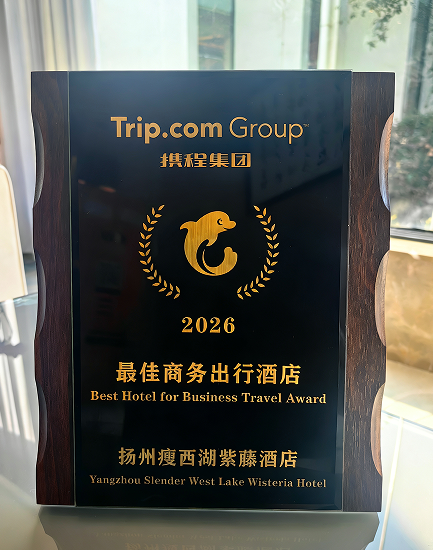 Trip.com Group™
携程集团
2026
最佳商务出行酒店
Best Hotel for Business Travel Award
扬州瘦西湖紫藤酒店
Yangzhou Slender West Lake Wisteria Hotel